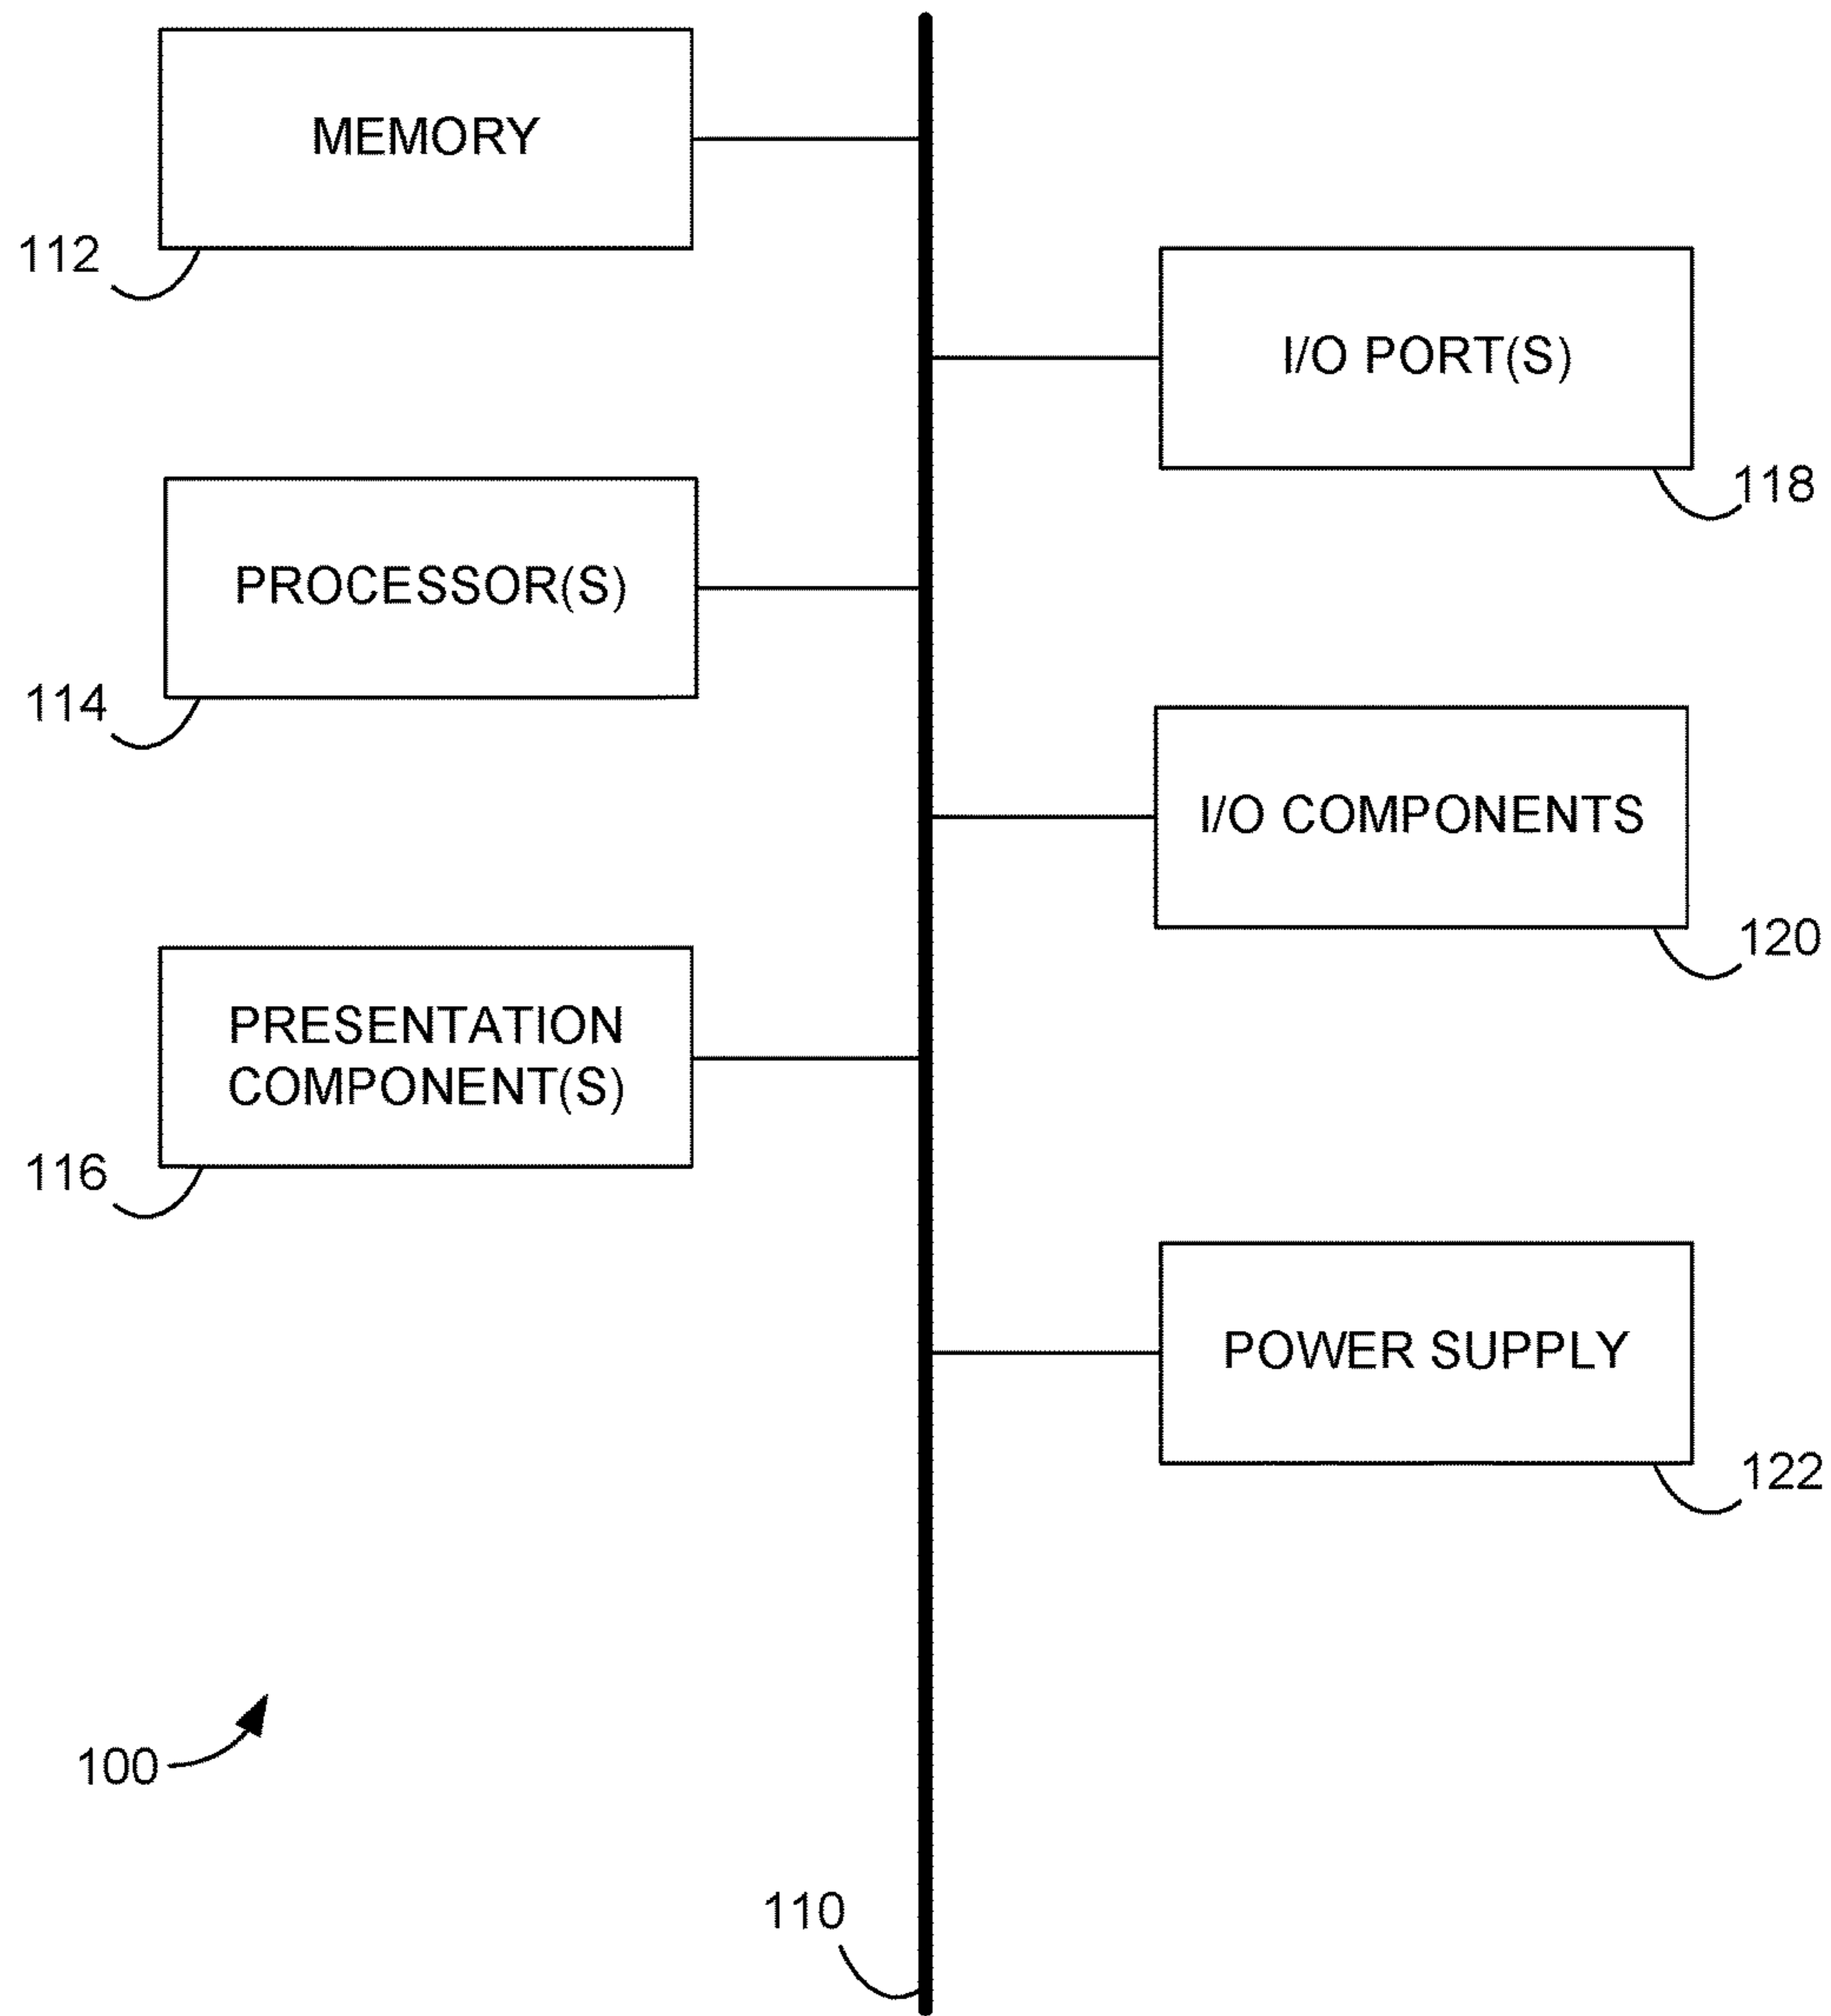 MEMORY
112
I/O PORT(S)
118
PROCESSOR(S)
114
I/O COMPONENTS
120
PRESENTATION
COMPONENT(S)
116
POWER SUPPLY
122
100
110